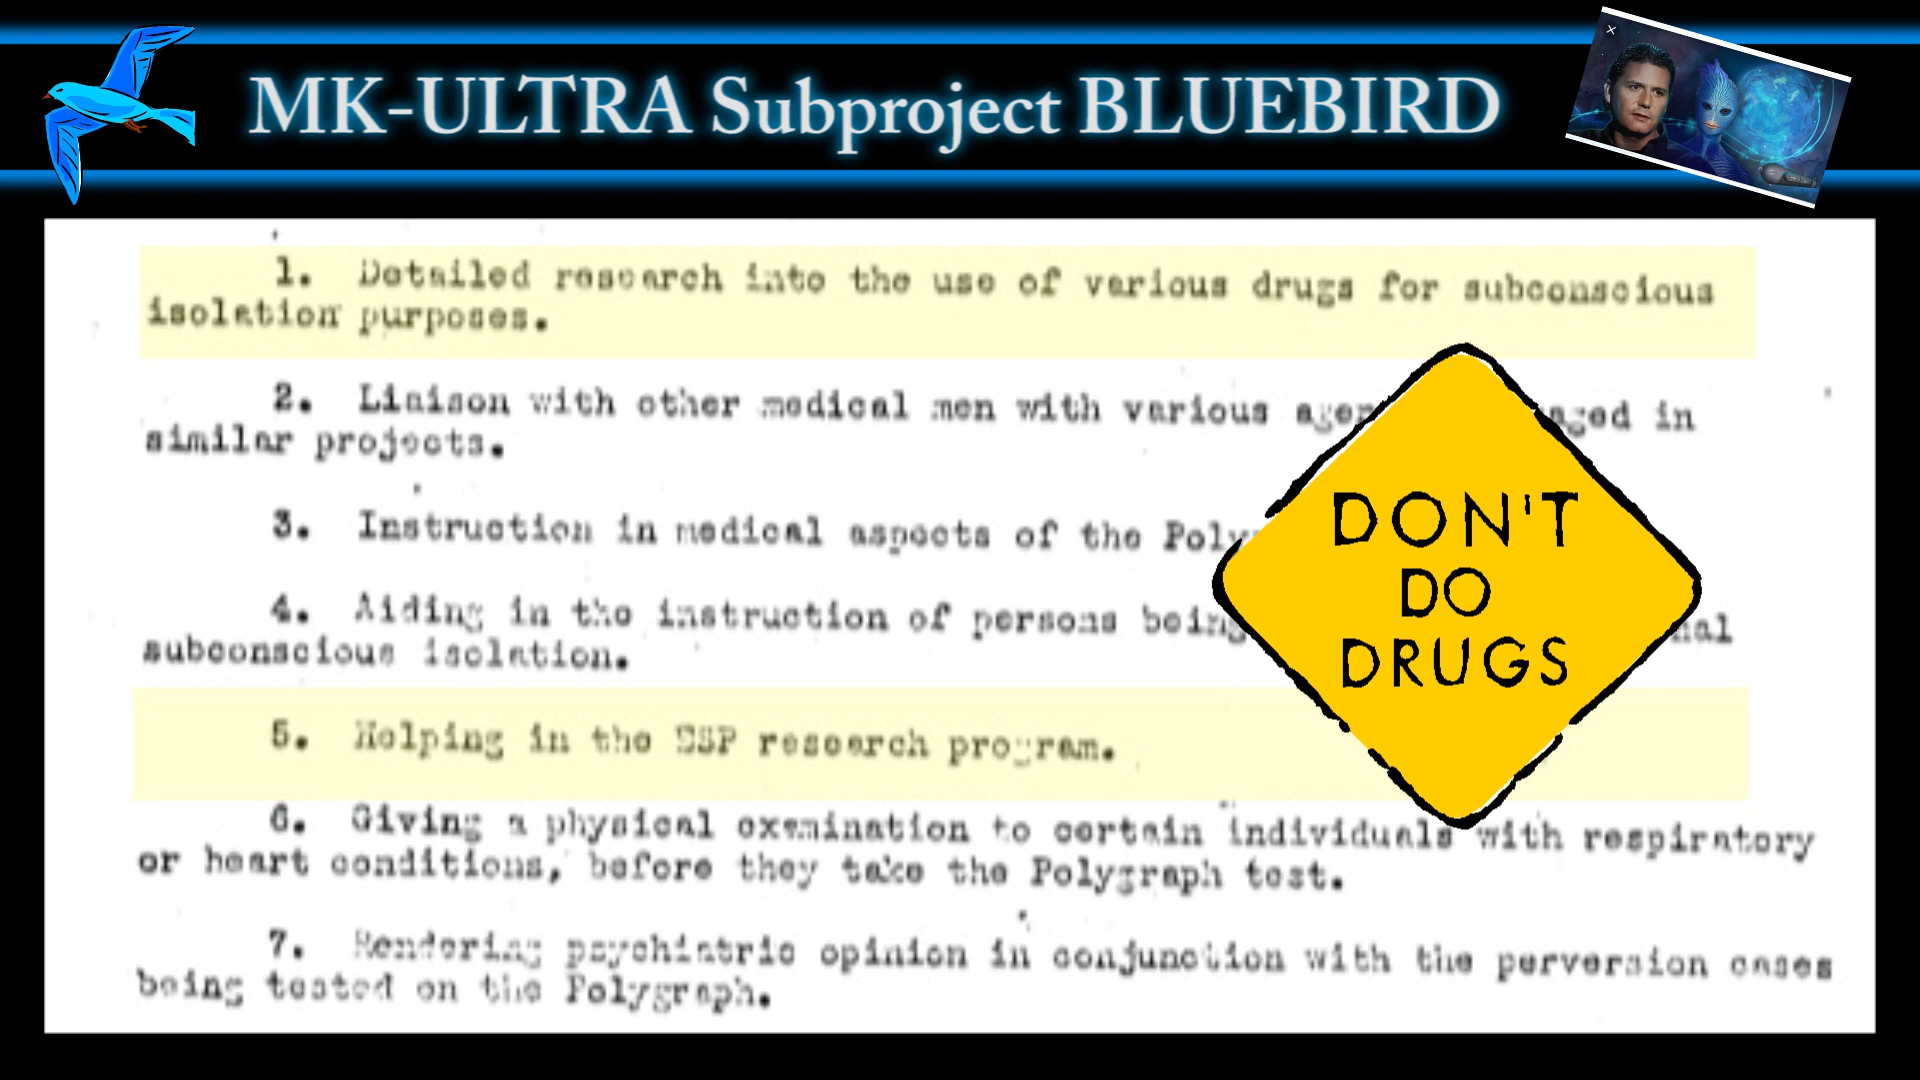 MK-ULTRA Subproject BLUEBIRD
1. Detailed research into the use of various drugs for subconscious
isolation purposes.
2. Liaison with other medical men with various in
similar projects.
3. Instruction in medical aspects of the
4. Aiding in the instruction of persons being
subconscious isolation.
5. Helping in the ESP research program.
6. Giving a physical examination to certain individuals with respiratory
or heart conditions, before they take the Polygraph test.
7. Rendering psychiatric opinion in conjunction with the perversion cases
being tested on the Polygraph.
DON'T
DO
DRUGS